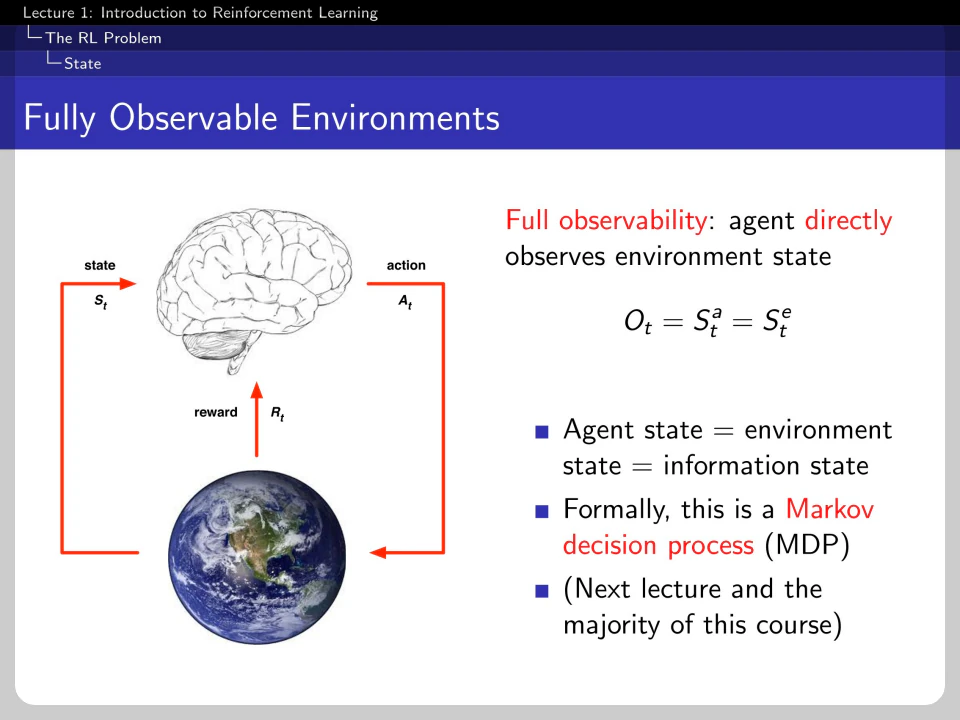 Lecture 1: Introduction to Reinforcement Learning
The RL Problem
State
Fully Observable Environments
state
S_t
action
A_t
reward R_t
Full observability: agent directly
observes environment state
O_t = S_t^a = S_t^e
Agent state = environment
state = information state
Formally, this is a Markov
decision process (MDP)
(Next lecture and the
majority of this course)